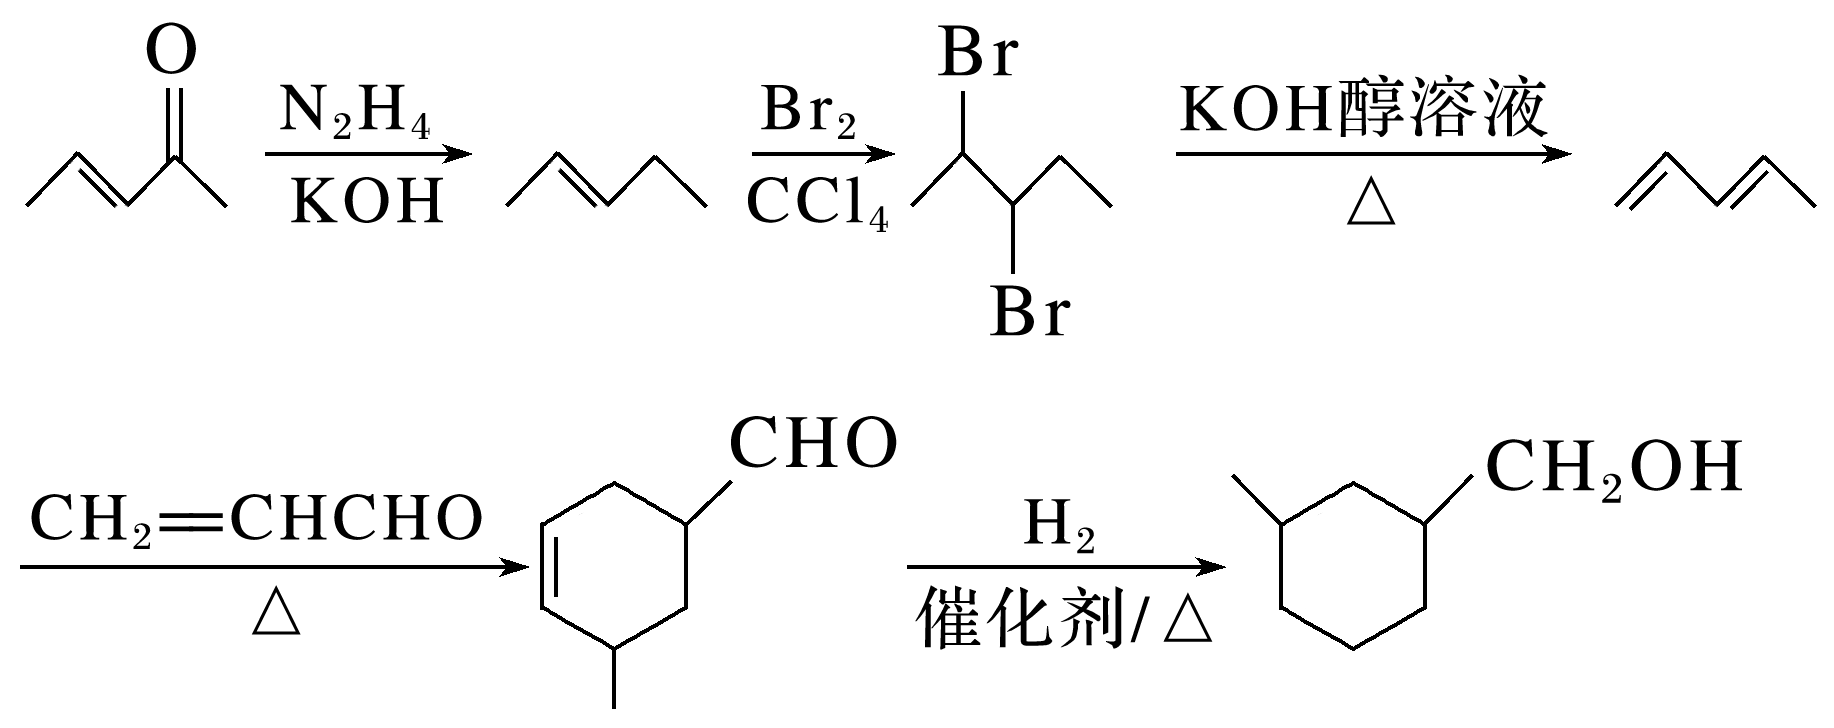 O
N₂H₄
KOH
Br₂
CCl₄
Br
Br
KOH醇溶液
△
CH₂=CHCHO
△
CHO
H₂
催化剂/△
CH₂OH